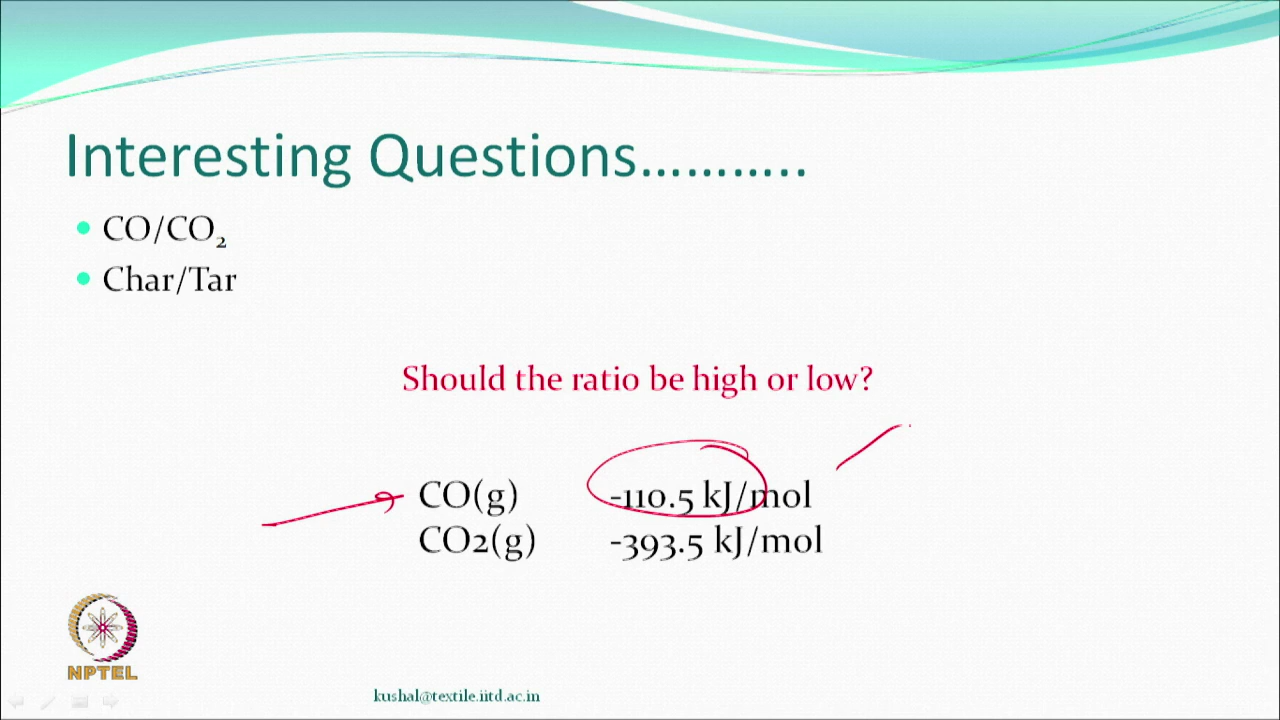 Interesting Questions………..
CO/CO₂
Char/Tar
Should the ratio be high or low?
CO(g) -110.5 kJ/mol
CO2(g) -393.5 kJ/mol
NPTEL
kushal@textile.iitd.ac.in